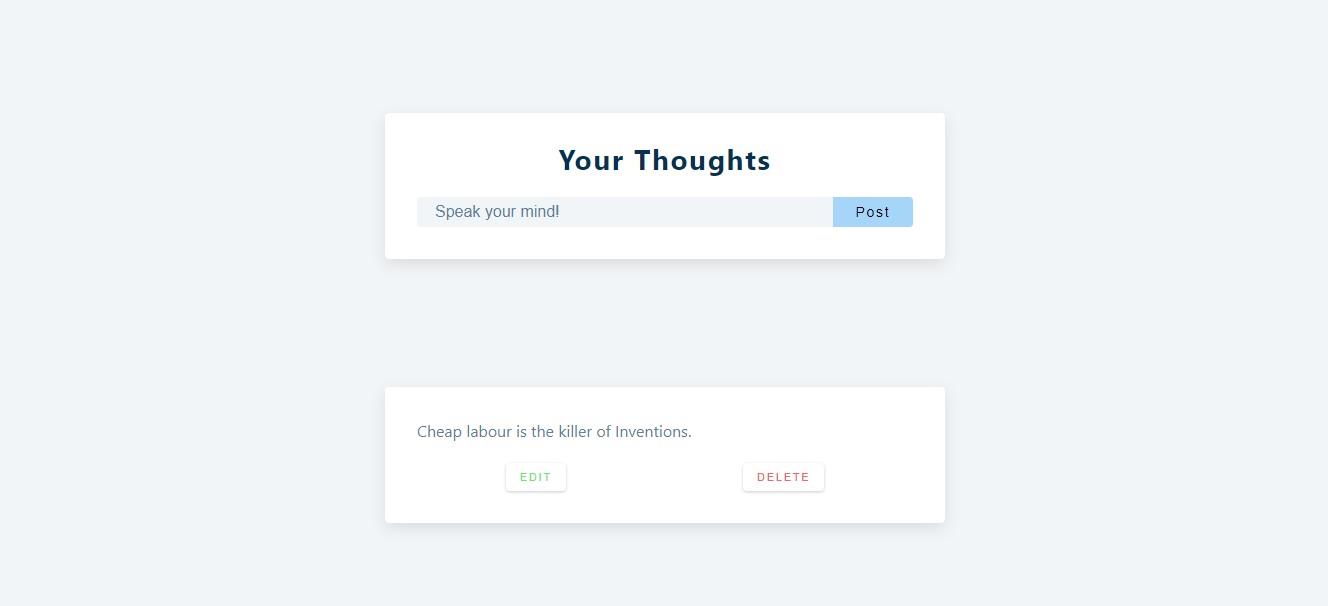 Your Thoughts
Speak your mind!
Post
Cheap labour is the killer of Inventions.
EDIT
DELETE